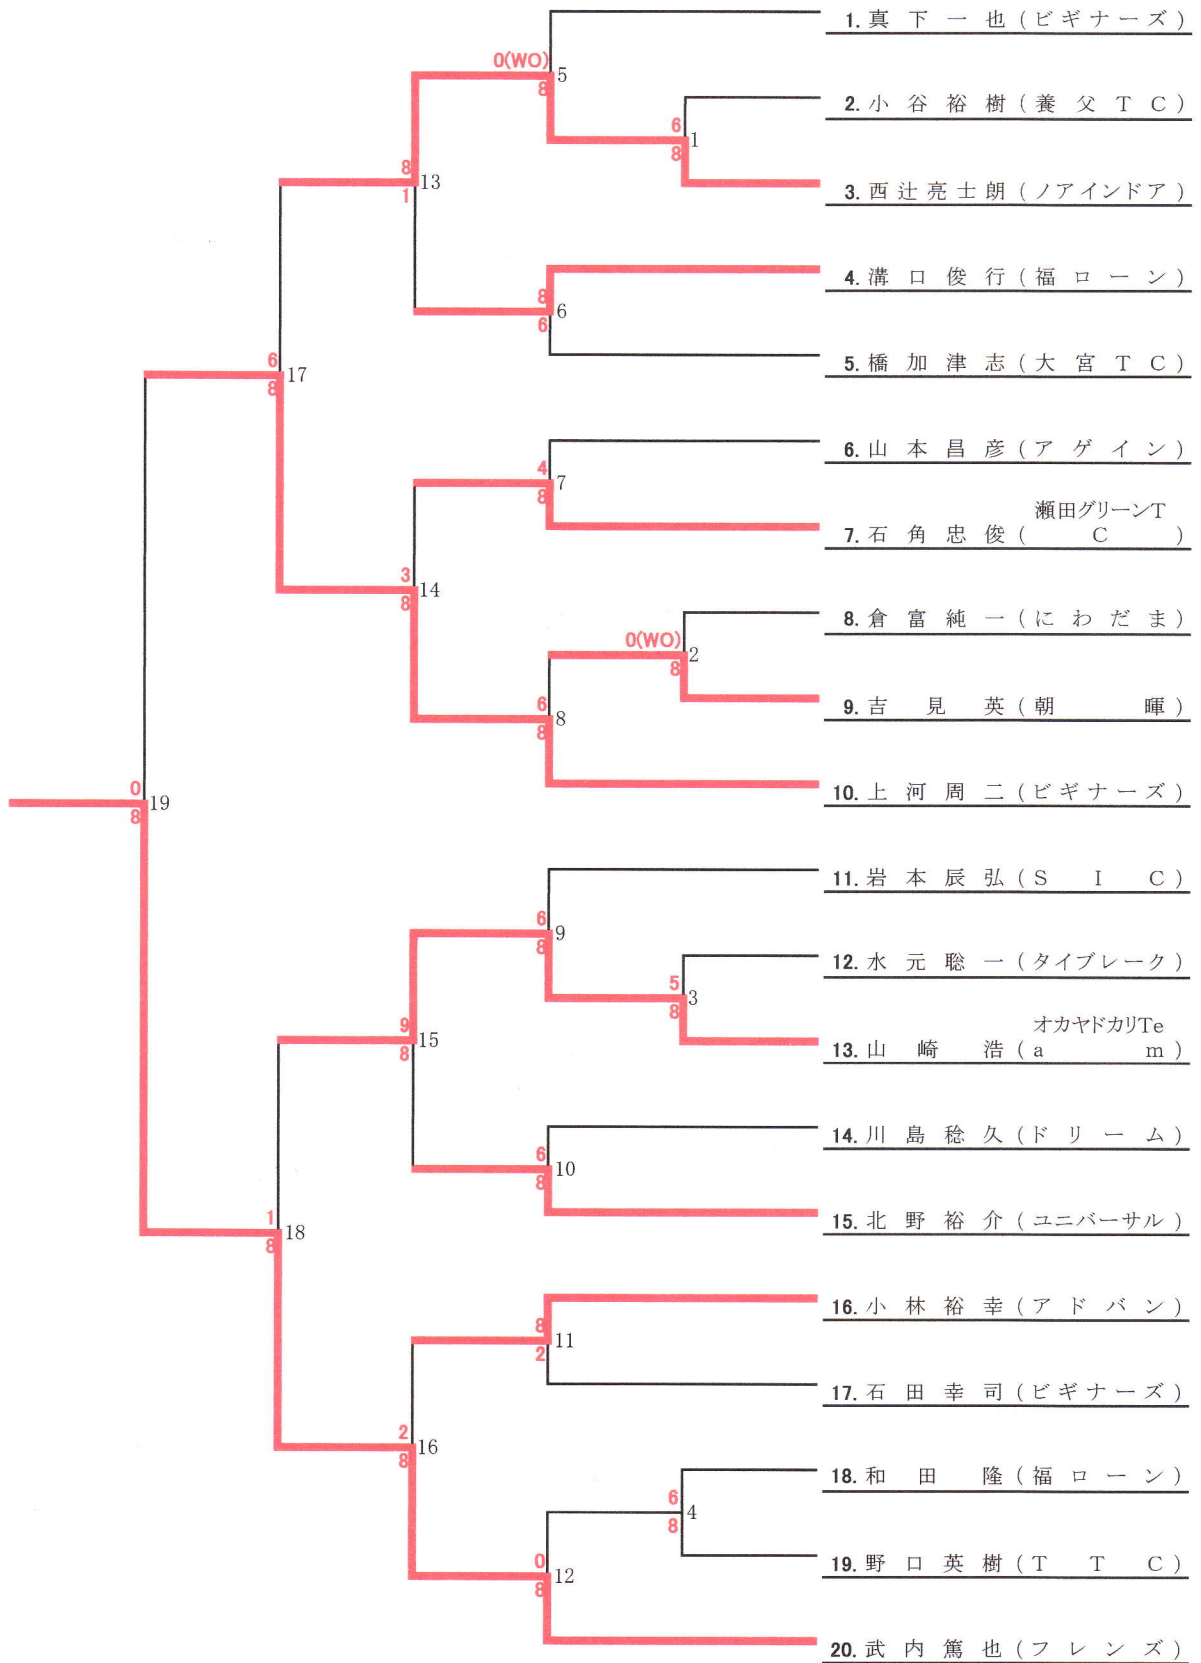 1. 真下一也 (ビギナーズ)
0(WO)
5
8
2. 小谷裕樹 (養父TC)
6
1
8
8
13
1
3. 西辻亮士朗 (ノアインドア)
4. 溝口俊行 (福ローン)
8
6
6
5. 橋加津志 (大宮TC)
6
17
8
6. 山本昌彦 (アゲイン)
4
7
8
瀬田グリーンT
7. 石角忠俊 (C)
3
14
8
8. 倉富純一 (にわだま)
0(WO)
2
8
9. 吉見英 (朝暉)
6
8
8
10. 上河周二 (ビギナーズ)
0
19
8
11. 岩本辰弘 (SIC)
6
9
8
12. 水元聡一 (タイブレーク)
5
3
8
オカヤドカリTe
13. 山崎浩 (am)
9
15
8
14. 川島稔久 (ドリーム)
6
10
8
15. 北野裕介 (ユニバーサル)
1
18
8
16. 小林裕幸 (アドバン)
8
11
2
17. 石田幸司 (ビギナーズ)
2
16
8
18. 和田隆 (福ローン)
6
4
8
19. 野口英樹 (TTC)
0
12
8
20. 武内篤也 (フレンズ)